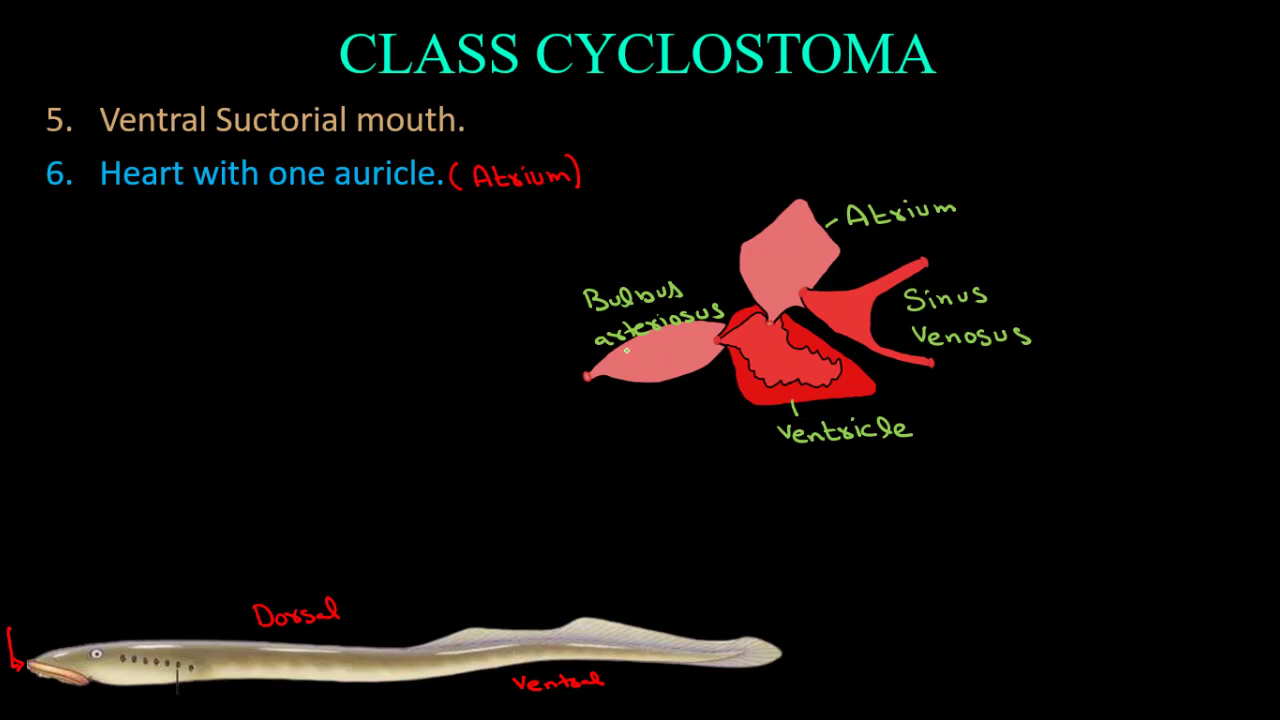 CLASS CYCLOSTOMA
5. Ventral Suctorial mouth.
6. Heart with one auricle. (Atrium)
Atrium
Bulbus
arteriosus
Sinus
Venosus
Ventricle
Dorsal
Ventral